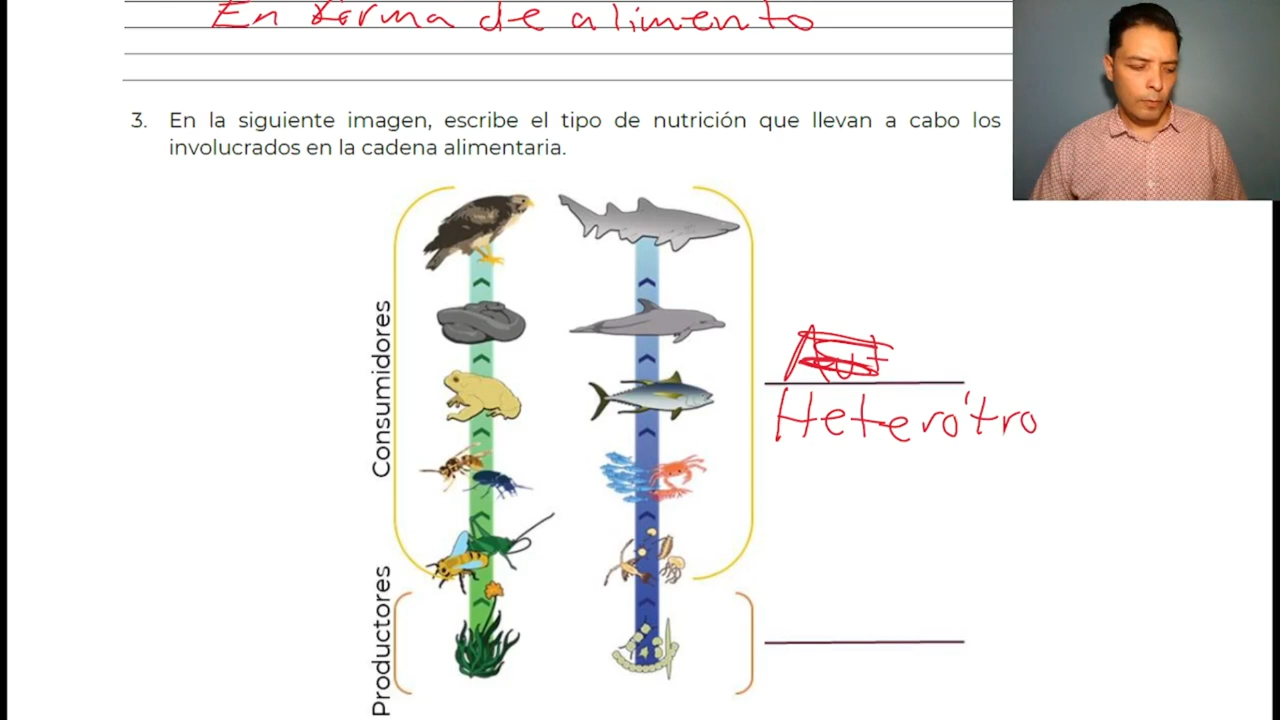 En forma de alimento
3. En la siguiente imagen, escribe el tipo de nutrición que llevan a cabo los
involucrados en la cadena alimentaria.
Consumidores
Heterótro
Productores